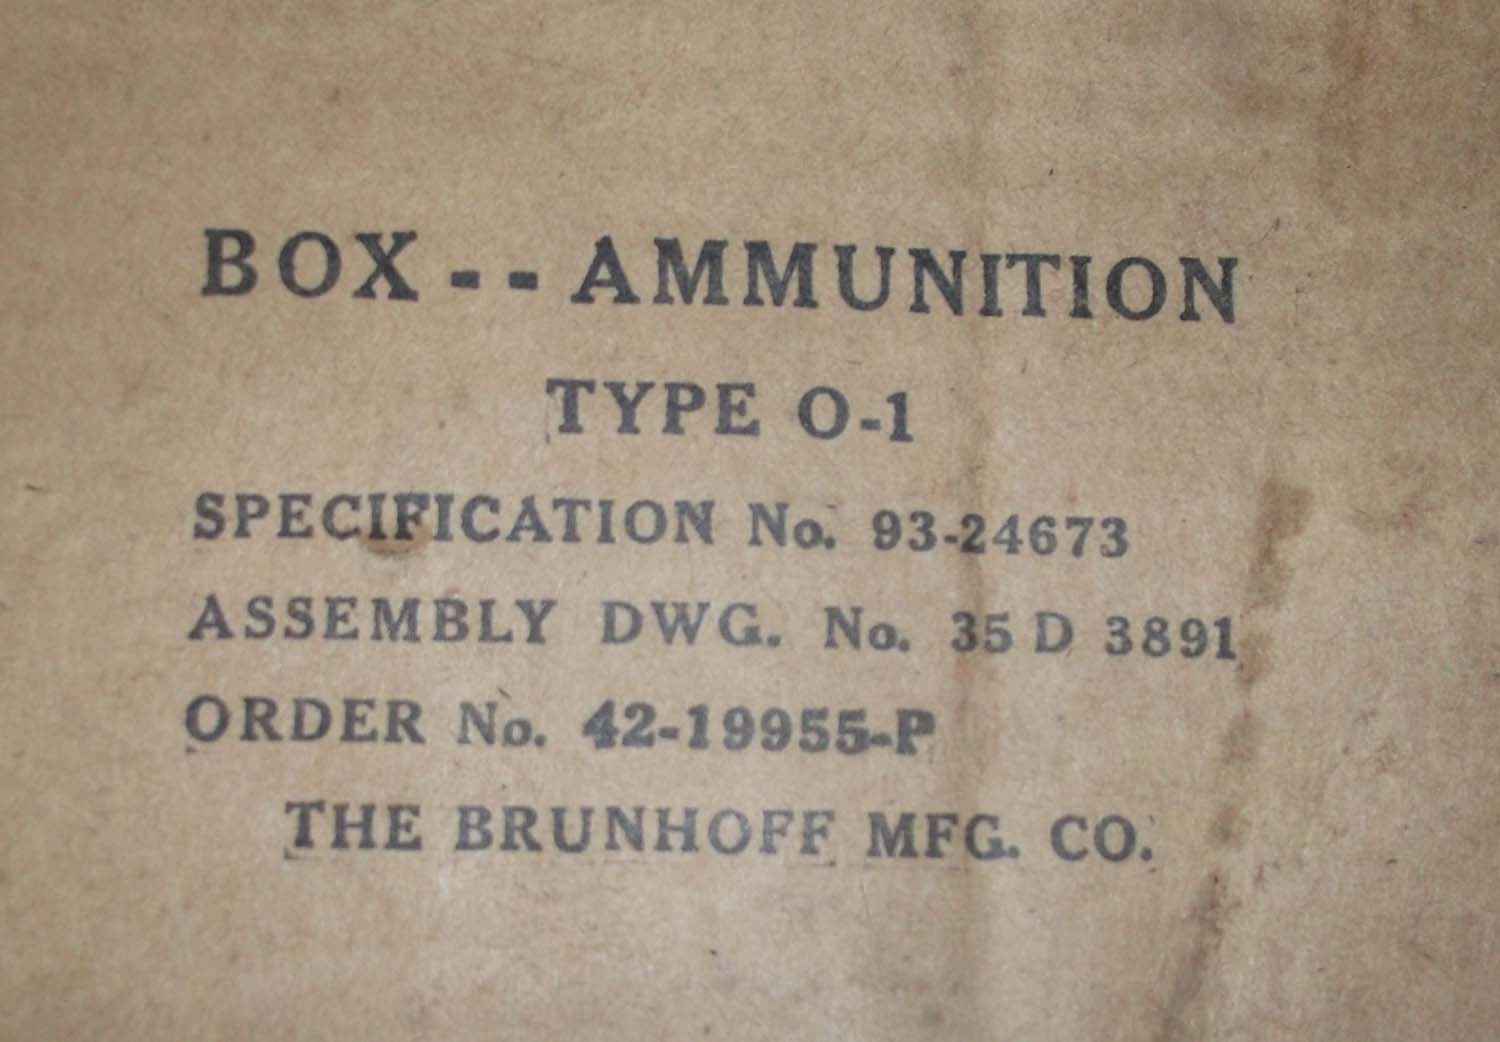 BOX -- AMMUNITION
TYPE O-1
SPECIFICATION No. 93-24673
ASSEMBLY DWG. No. 35 D 3891
ORDER No. 42-19955-P
THE BRUNHOFF MFG. CO.